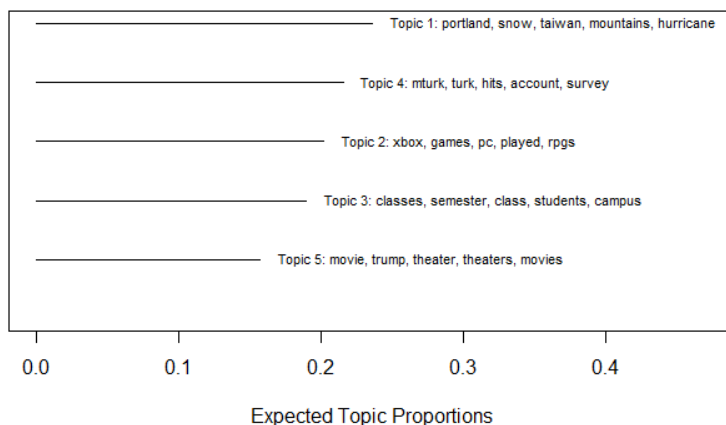 Topic 1: portland, snow, taiwan, mountains, hurricane
Topic 4: mturk, turk, hits, account, survey
Topic 2: xbox, games, pc, played, rpgs
Topic 3: classes, semester, class, students, campus
Topic 5: movie, trump, theater, theaters, movies
0.0 0.1 0.2 0.3 0.4
Expected Topic Proportions